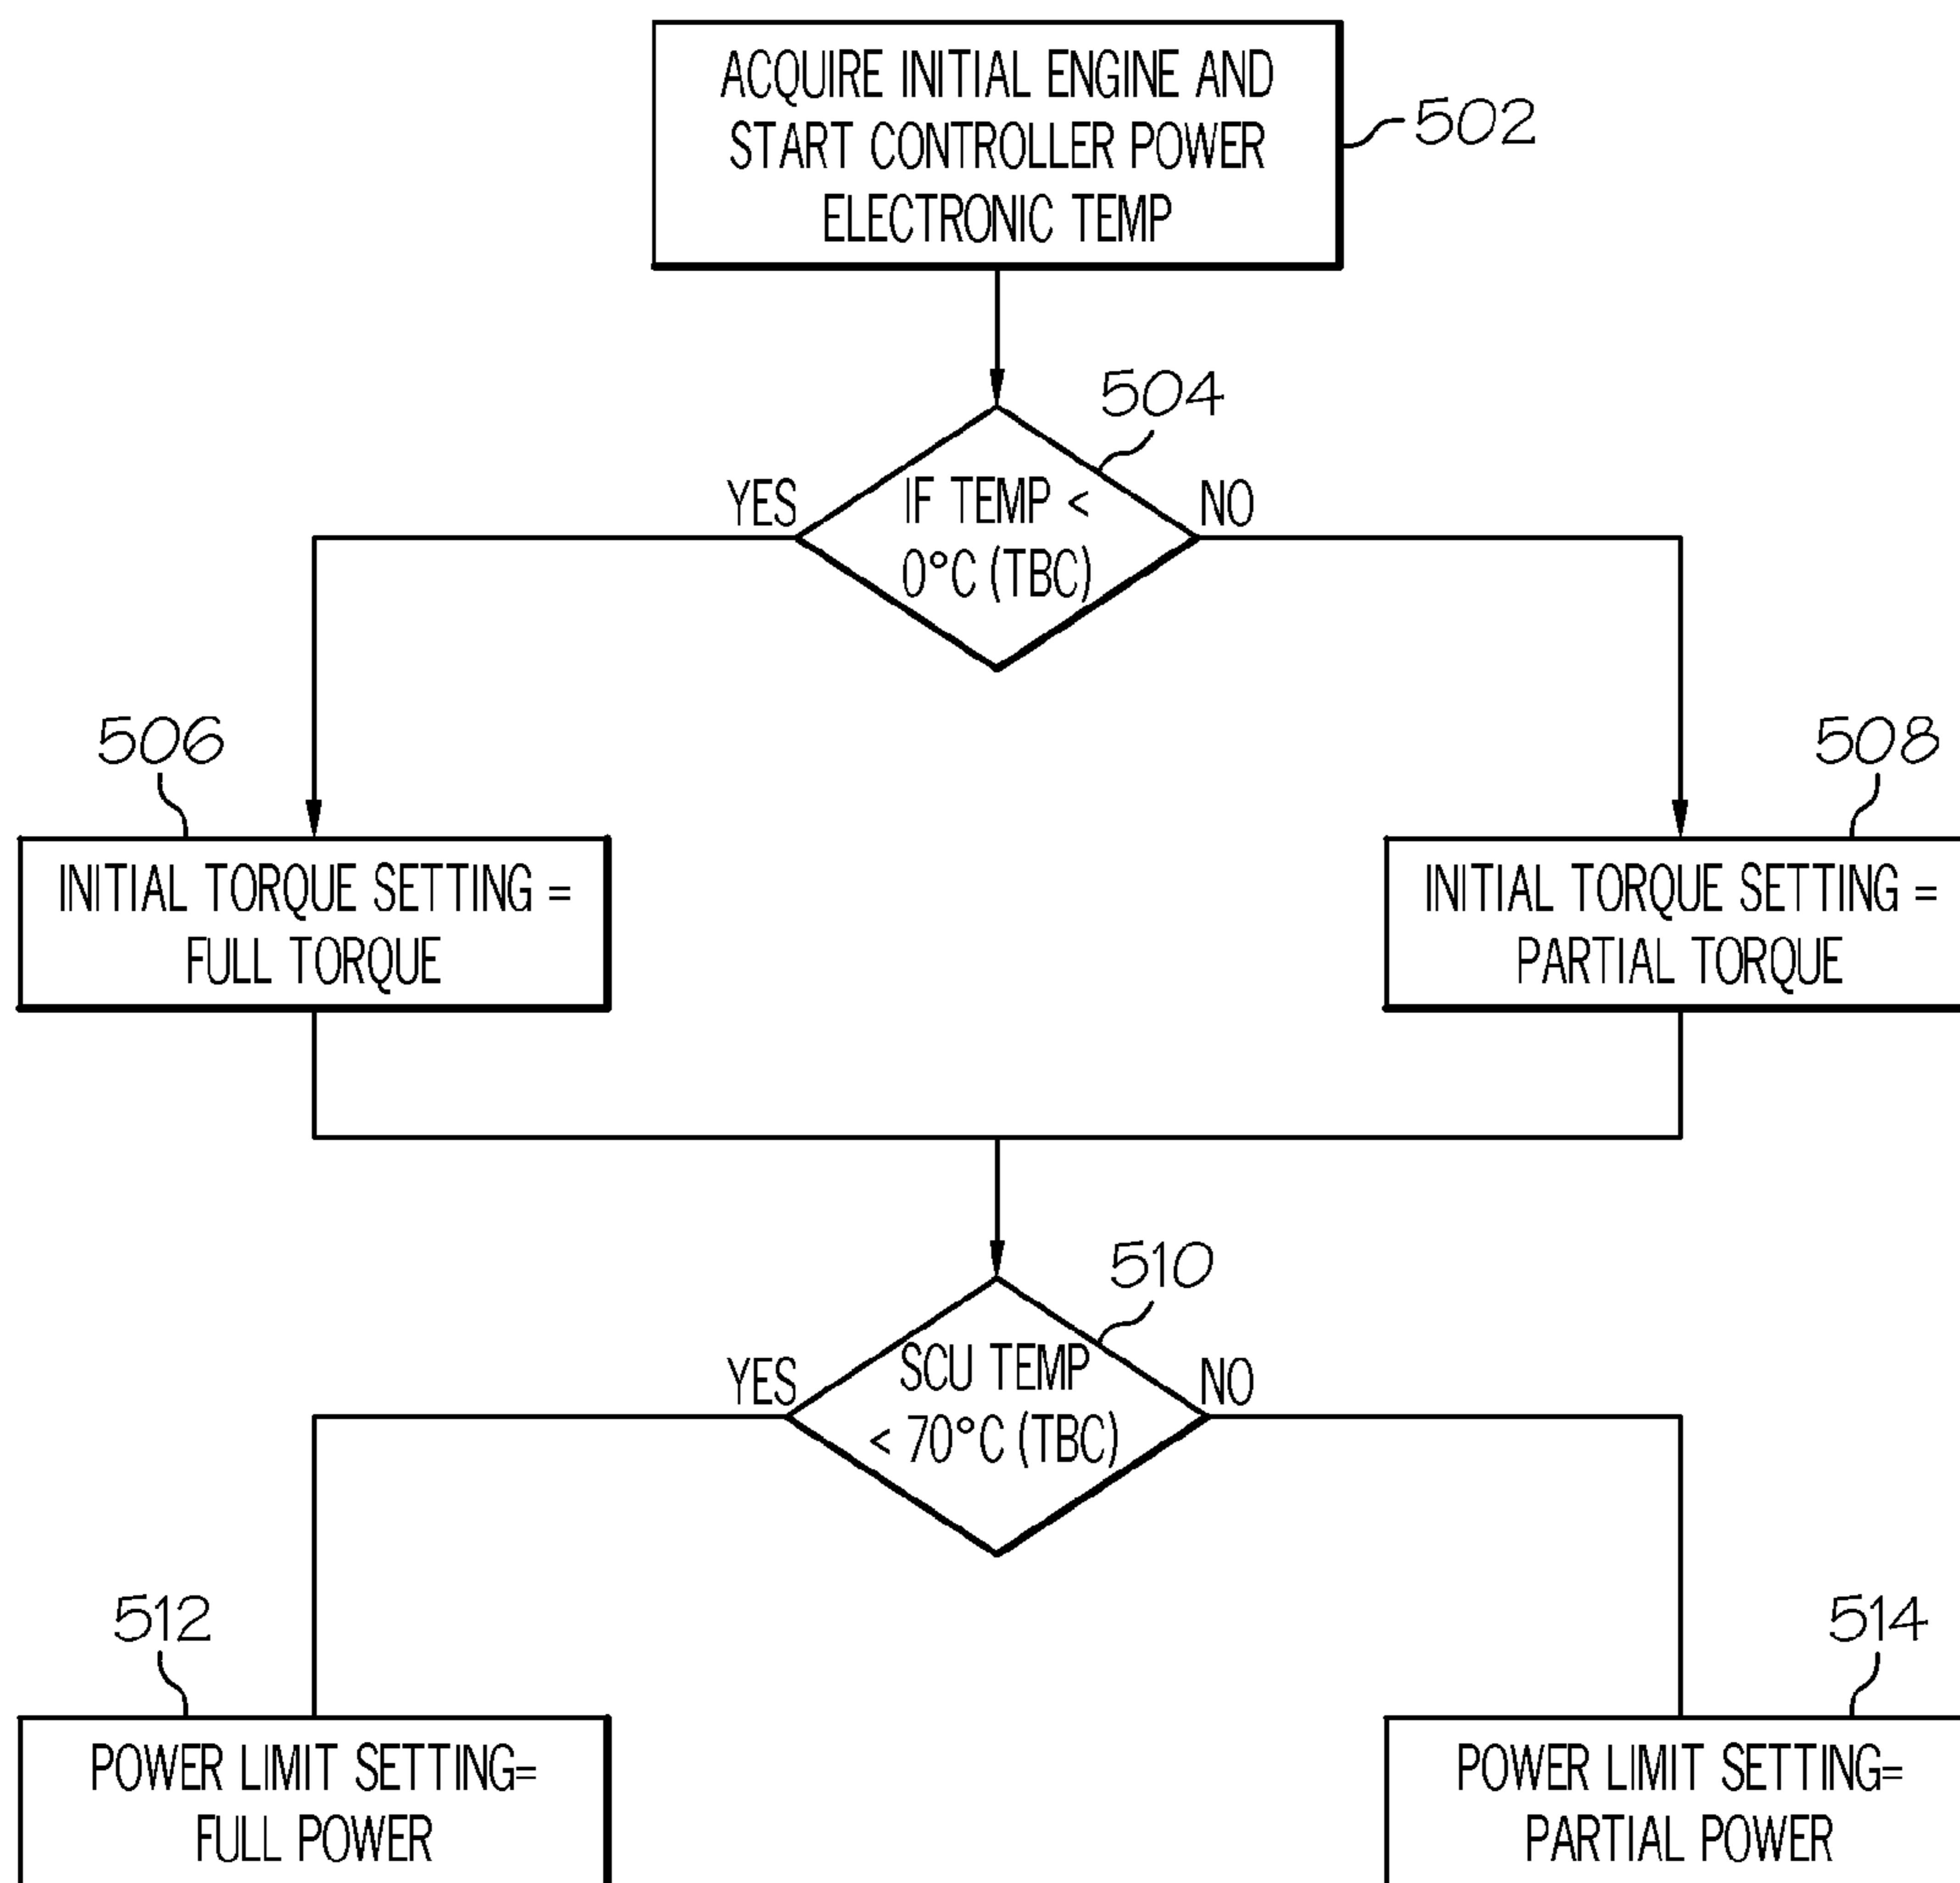 ACQUIRE INITIAL ENGINE AND
START CONTROLLER POWER
ELECTRONIC TEMP
502
504
YES
IF TEMP <
0°C (TBC)
NO
506
508
INITIAL TORQUE SETTING =
FULL TORQUE
INITIAL TORQUE SETTING =
PARTIAL TORQUE
510
YES
SCU TEMP
< 70°C (TBC)
NO
512
514
POWER LIMIT SETTING=
FULL POWER
POWER LIMIT SETTING=
PARTIAL POWER